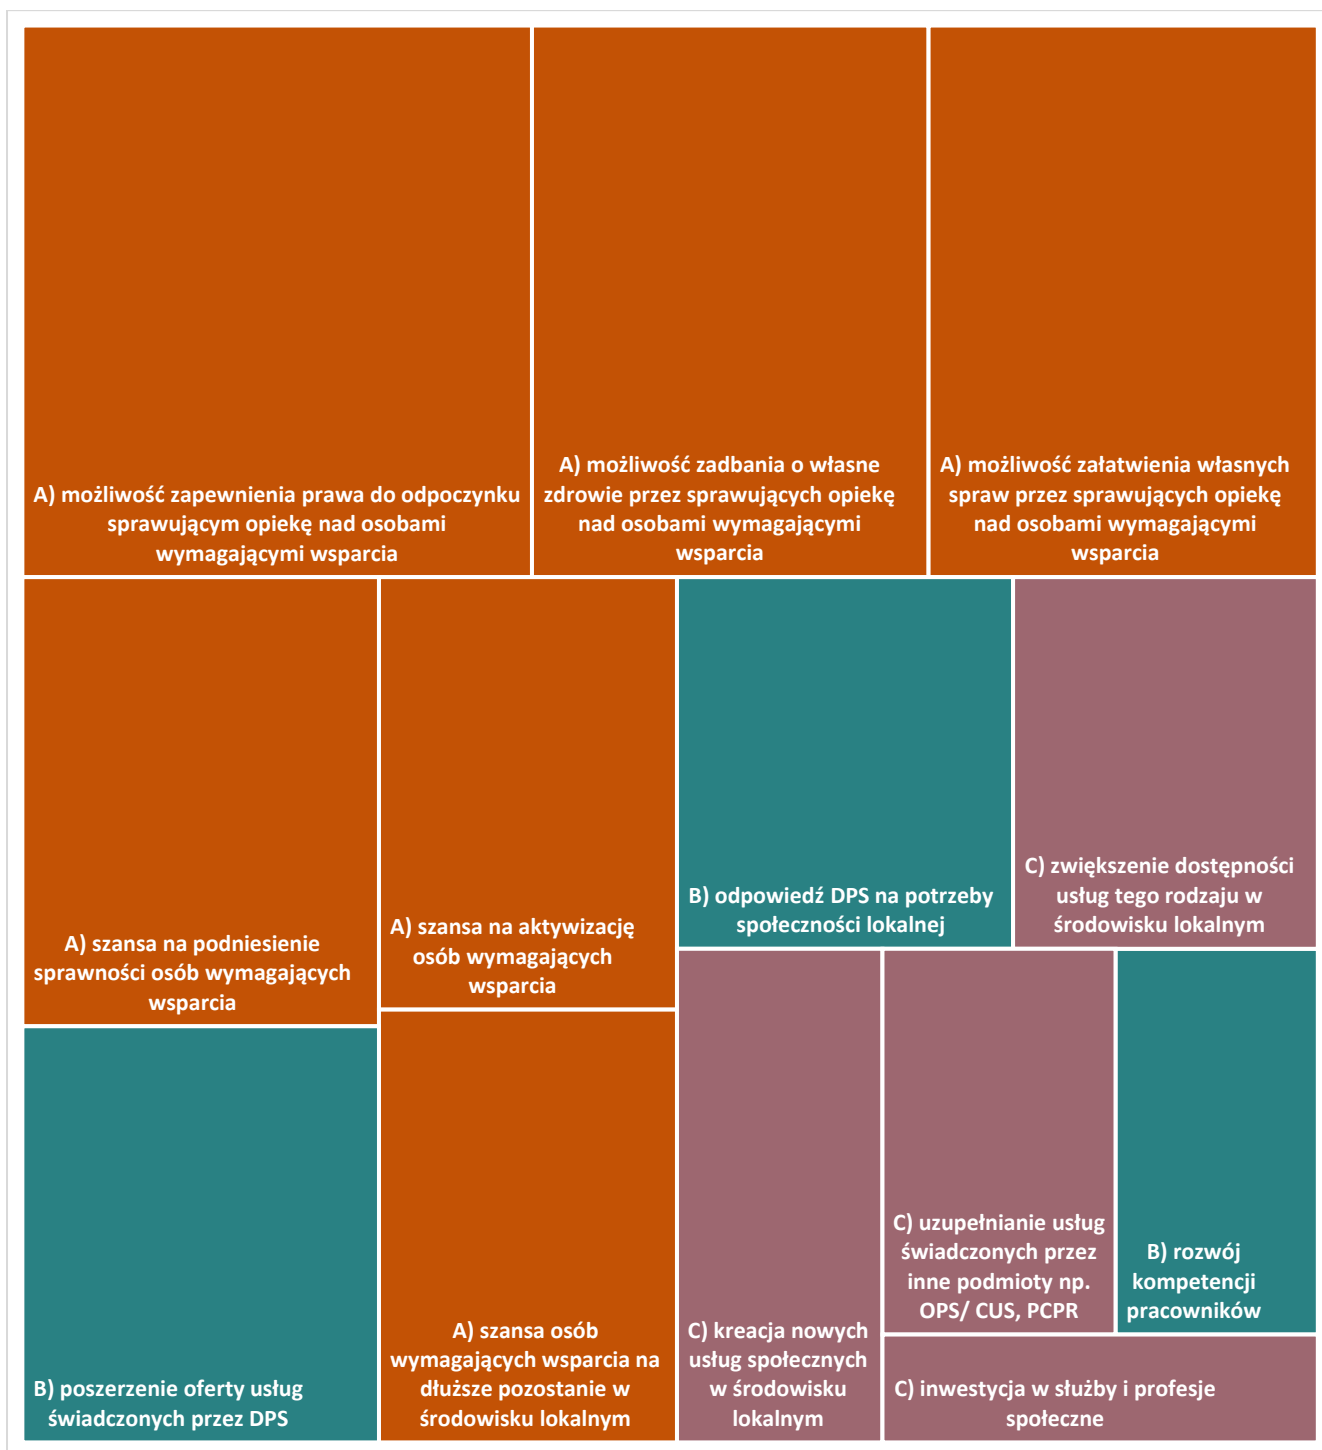 A) możliwość zapewnienia prawa do odpoczynku
sprawującym opiekę nad osobami
wymagającymi wsparcia
A) możliwość zadbania o własne
zdrowie przez sprawujących opiekę
nad osobami wymagającymi
wsparcia
A) możliwość załatwienia własnych
spraw przez sprawujących opiekę
nad osobami wymagającymi
wsparcia
A) szansa na podniesienie
sprawności osób wymagających
wsparcia
A) szansa na aktywizację
osób wymagających
wsparcia
B) odpowiedź DPS na potrzeby
społeczności lokalnej
C) zwiększenie dostępności
usług tego rodzaju w
środowisku lokalnym
B) poszerzenie oferty usług
świadczonych przez DPS
A) szansa osób
wymagających wsparcia na
dłuższe pozostanie w
środowisku lokalnym
C) kreacja nowych
usług społecznych
w środowisku
lokalnym
C) uzupełnianie usług
świadczonych przez
inne podmioty np.
OPS/ CUS, PCPR
B) rozwój
kompetencji
pracowników
C) inwestycja w służby i profesje
społeczne